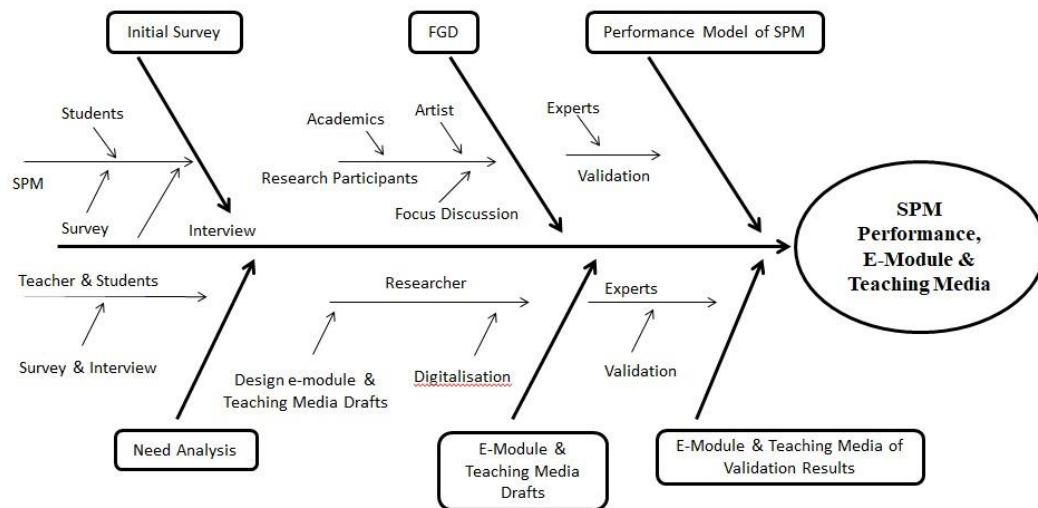 Initial Survey
FGD
Performance Model of SPM
Students
Academics
Artist
Experts
SPM
Research Participants
Validation
Survey
Interview
Focus Discussion
SPM
Performance,
E-Module &
Teaching Media
Teacher & Students
Researcher
Experts
Survey & Interview
Design e-module &
Teaching Media Drafts
Digitalisation
Validation
Need Analysis
E-Module &
Teaching Media
Drafts
E-Module & Teaching Media of
Validation Results